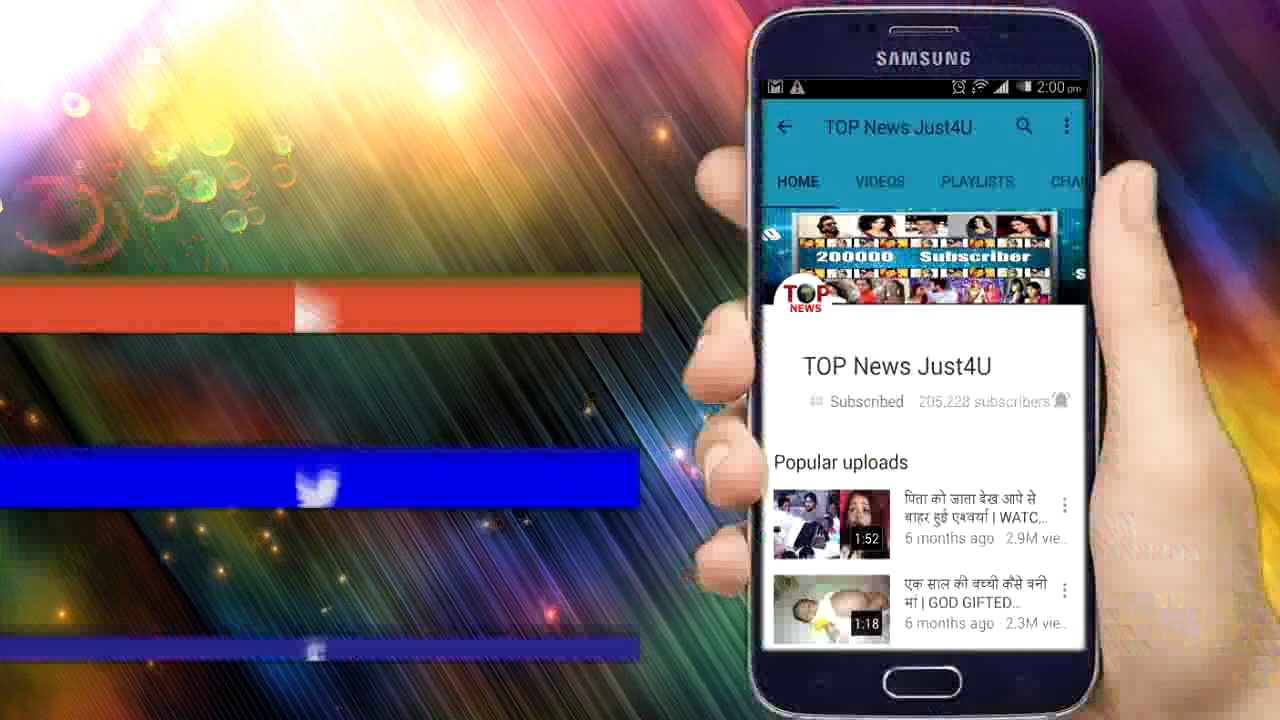 SAMSUNG
2:00 pm
TOP News Just4U
HOME VIDEOS PLAYLISTS CHA
200000 Subscriber
TOP
NEWS
TOP News Just4U
Subscribed 205,228 subscribers
Popular uploads
पिता को जाता देख आपे से
बाहर हुई एश्वर्या | WATC...
6 months ago · 2.9M vie..
1:52
एक साल की बच्ची कैसे बनी
मां | GOD GIFTED...
6 months ago · 2.3M vie..
1:18